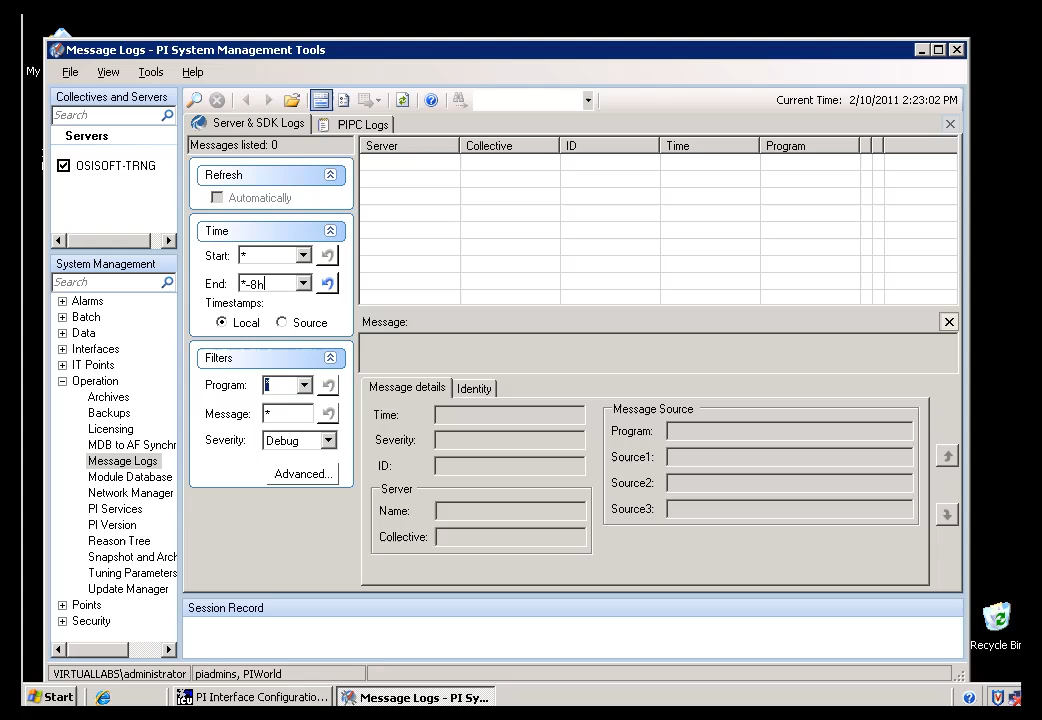 My
Message Logs - PI System Management Tools
File View Tools Help
Collectives and Servers
Search
Servers
OSISOFT-TRNG
System Management
Search
Alarms
Batch
Data
Interfaces
IT Points
Operation
Archives
Backups
Licensing
MDB to AF Synchr
Message Logs
Module Database
Network Manager
PI Services
PI Version
Reason Tree
Snapshot and Arch
Tuning Parameters
Update Manager
Points
Security
Current Time: 2/10/2011 2:23:02 PM
Server & SDK Logs PIPC Logs
Messages listed: 0
Refresh
Automatically
Time
Start: *
End: *-8h
Timestamps:
Local Source
Filters
Program: *
Message: *
Severity: Debug
Advanced...
Server Collective ID Time Program
Message:
Message details Identity
Time:
Severity:
ID:
Server
Name:
Collective:
Message Source
Program:
Source1:
Source2:
Source3:
Session Record
VIRTUALLABS\administrator piadmins, PIWorld
Recycle Bin
Start PI Interface Configuratio... Message Logs - PI Sy...